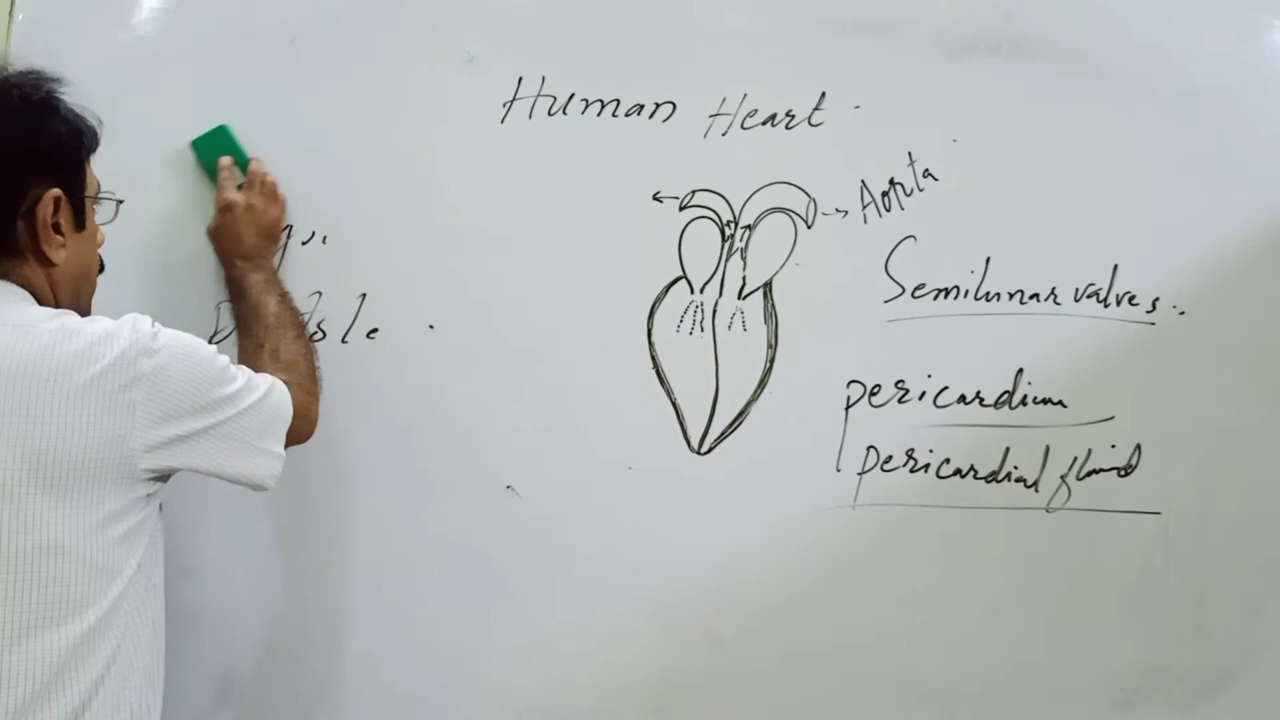 Human Heart.
Aorta
Semilunar valves.
pericardium
pericardial fluid